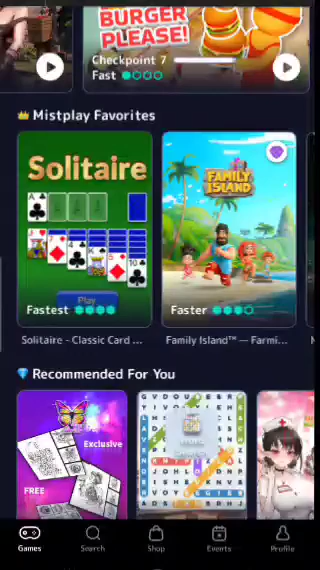 BURGER
PLEASE!
Checkpoint 7
Fast
Mistplay Favorites
Solitaire
Play
Fastest
Solitaire - Classic Card ...
FAMILY
ISLAND
Faster
Family Island™ — Farmi...
Recommended For You
Exclusive
FREE
Games
Search
Shop
Events
Profile